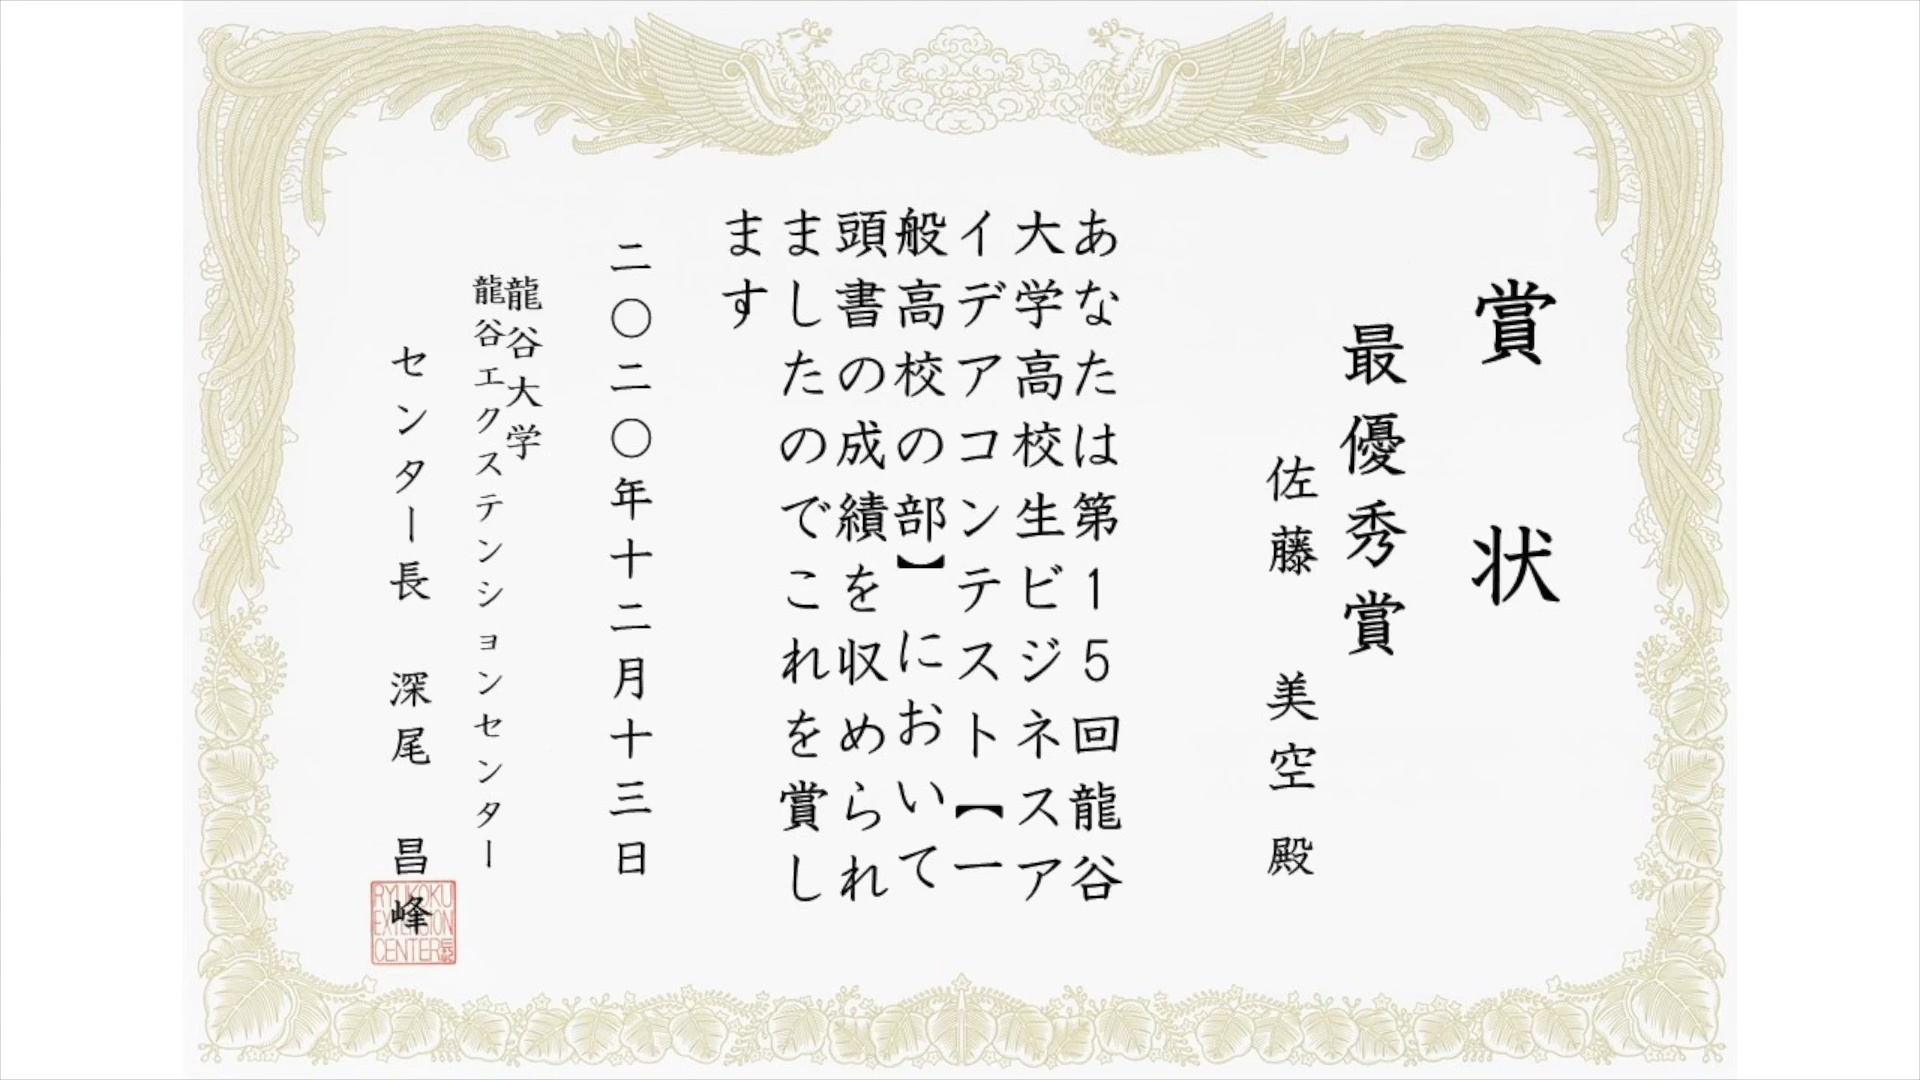 賞状
最優秀賞
佐藤 美空 殿
あなたは第15回龍谷
大学高校生ビジネスア
イデアコンテスト【一
般高校の部】において
頭書の成績を収められ
ましたのでこれを賞し
ます
二〇二〇年十二月十三日
龍谷大学
龍谷エクステンションセンター
センター長 深尾 昌峰
RYUKOKU
EXTENSION
CENTER